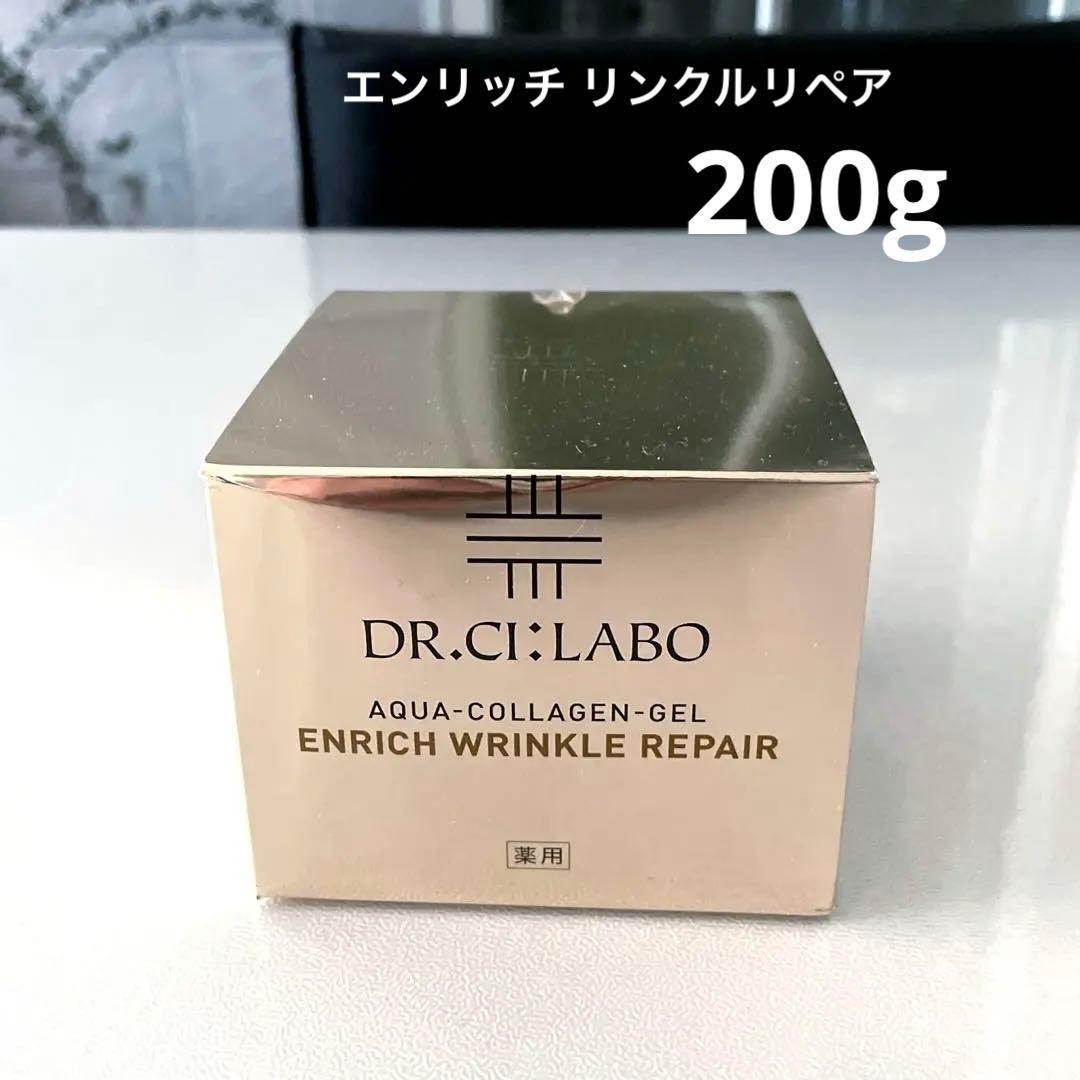 エンリッチ リンクルリペア
200g
DR.CI:LABO
AQUA-COLLAGEN-GEL
ENRICH WRINKLE REPAIR
薬用